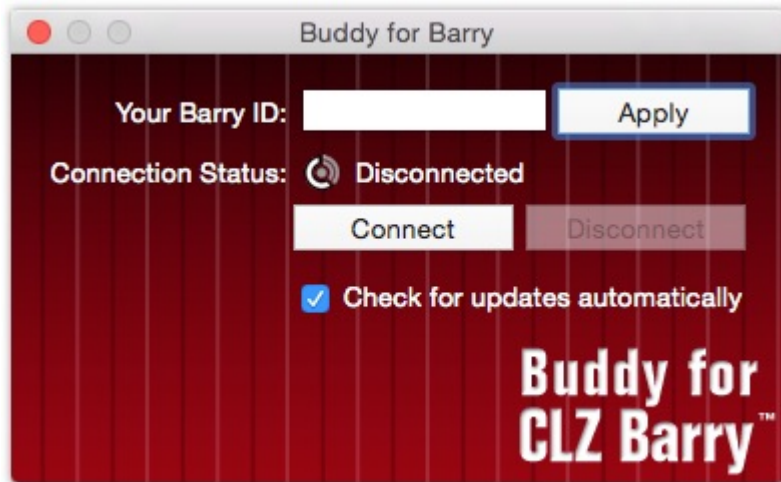 Buddy for Barry
Your Barry ID: Apply
Connection Status: Disconnected
Connect Disconnect
Check for updates automatically
Buddy for
CLZ Barry™